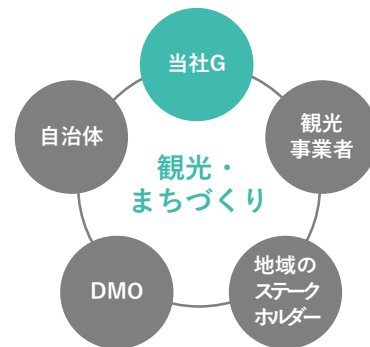 当社G
自治体
観光
事業者
観光・
まちづくり
DMO
地域の
ステーク
ホルダー